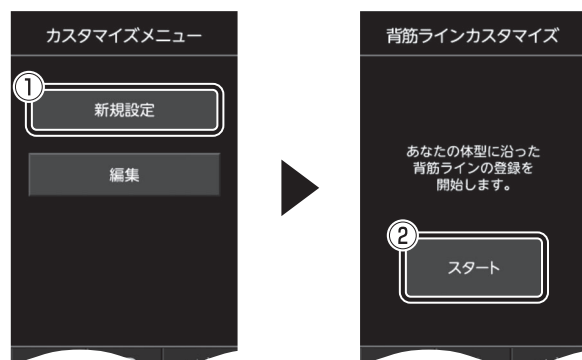 カスタマイズメニュー
①
新規設定
編集
背筋ラインカスタマイズ
あなたの体型に沿った
背筋ラインの登録を
開始します。
②
スタート